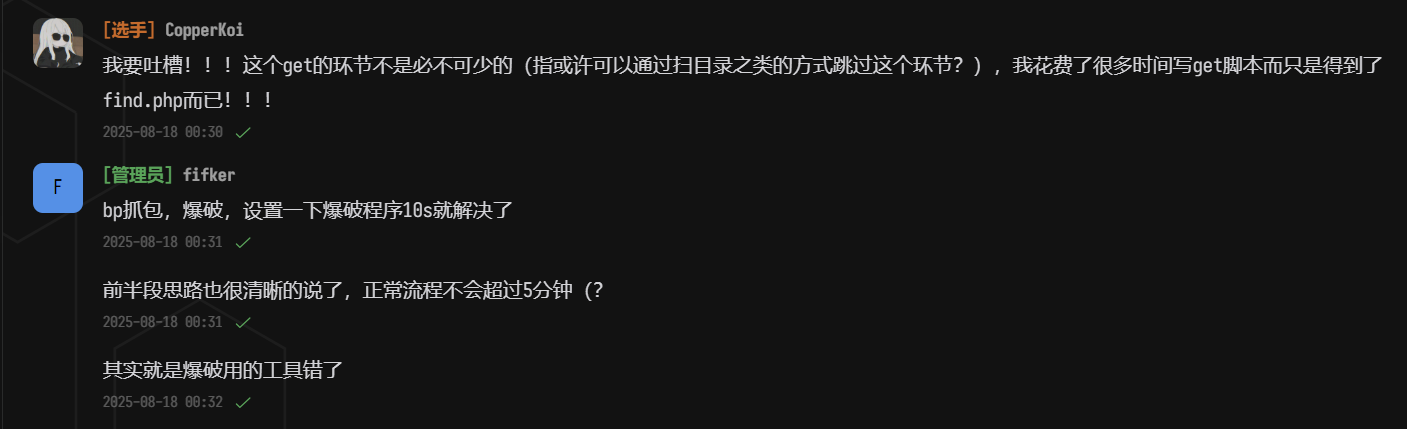 [选手] CopperKoi
我要吐槽！！！这个get的环节不是必不可少的（指或许可以通过扫目录之类的方式跳过这个环节？），我花费了很多时间写get脚本而只是得到了
find.php而已！！！
2025-08-18 00:30
F
[管理员] fifker
bp抓包，爆破，设置一下爆破程序10s就解决了
2025-08-18 00:31
前半段思路也很清晰的说了，正常流程不会超过5分钟（?
2025-08-18 00:31
其实就是爆破用的工具错了
2025-08-18 00:32